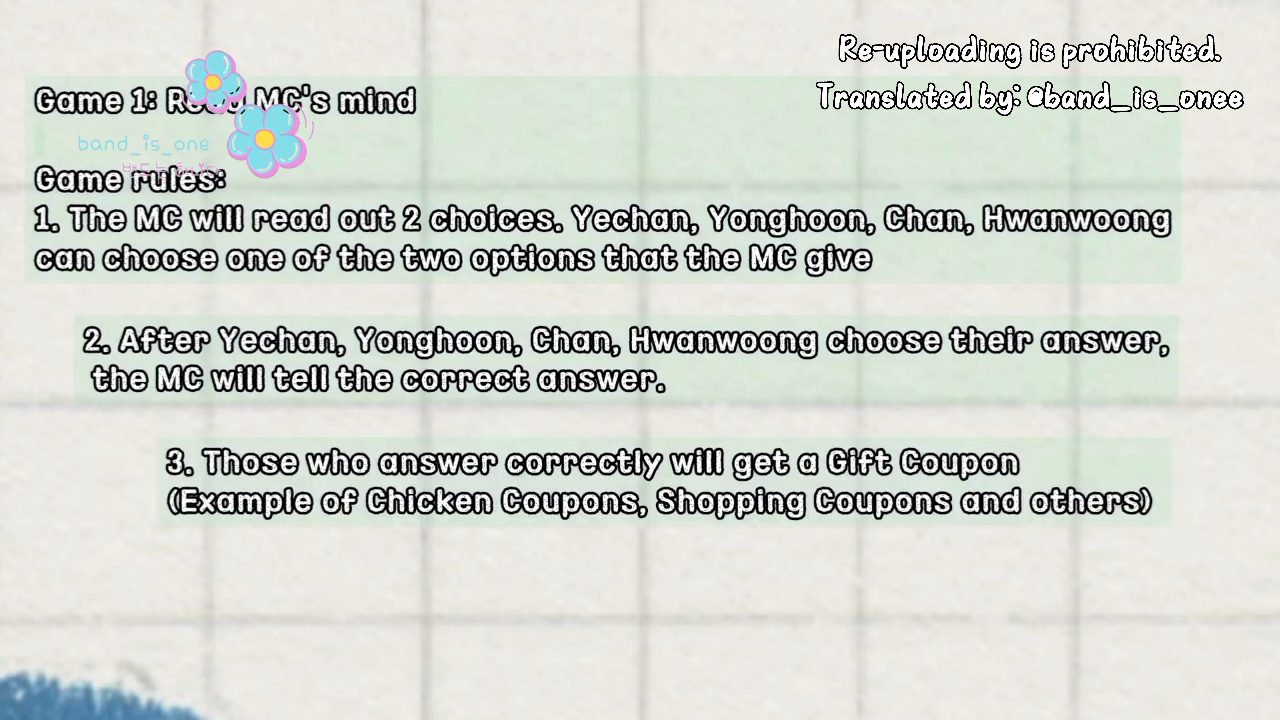 Re-uploading is prohibited.
Translated by: @band_is_onee
Game 1: Read MC's mind
band_is_one
Game rules:
1. The MC will read out 2 choices. Yechan, Yonghoon, Chan, Hwanwoong
can choose one of the two options that the MC give
2. After Yechan, Yonghoon, Chan, Hwanwoong choose their answer,
the MC will tell the correct answer.
3. Those who answer correctly will get a Gift Coupon
(Example of Chicken Coupons, Shopping Coupons and others)